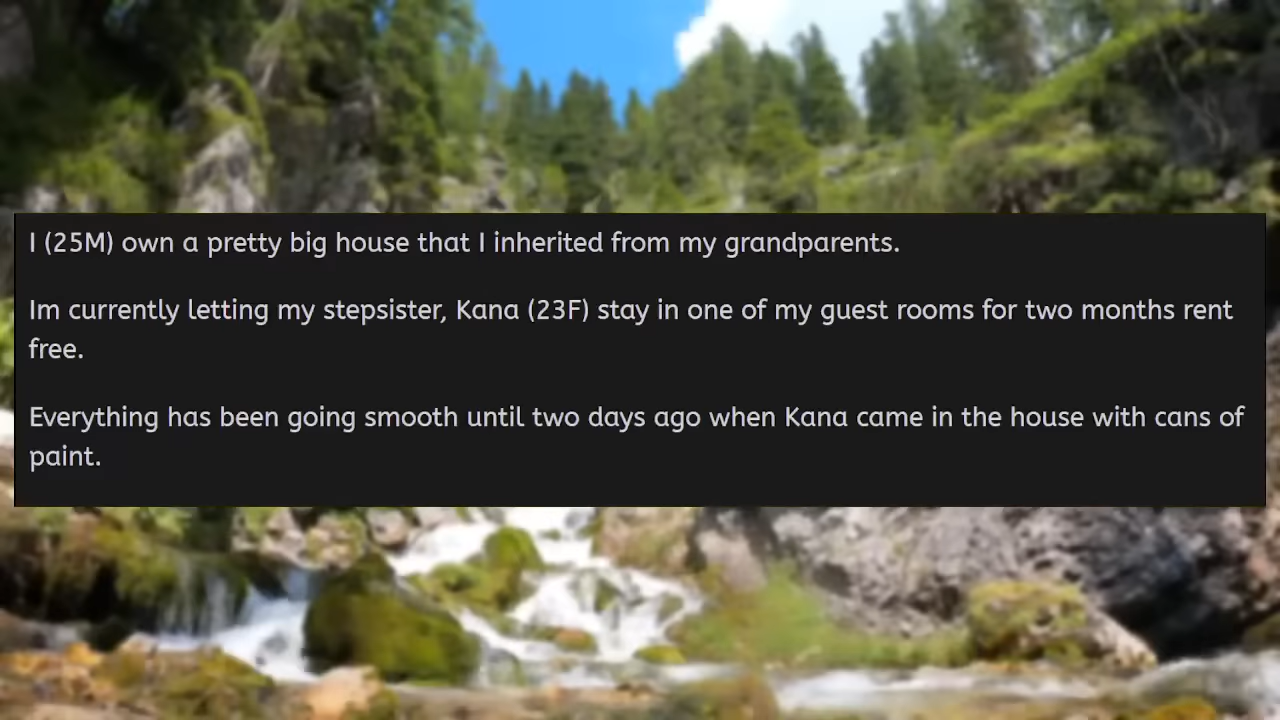 I (25M) own a pretty big house that I inherited from my grandparents.
Im currently letting my stepsister, Kana (23F) stay in one of my guest rooms for two months rent
free.
Everything has been going smooth until two days ago when Kana came in the house with cans of
paint.